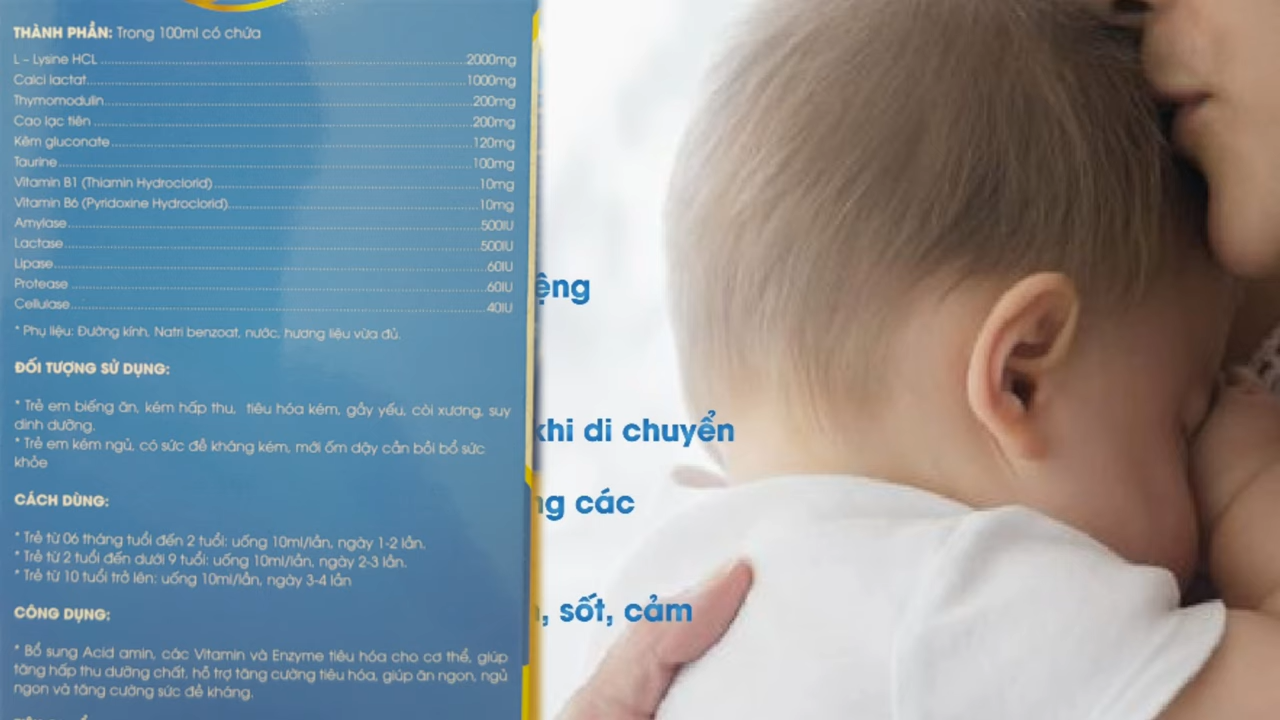 THÀNH PHẦN: Trong 100ml có chứa
L - Lysine HCL 2000mg
Calci lactat 1000mg
Thymomodulin 200mg
Cao lạc tiên 200mg
Kẽm gluconate 120mg
Taurine 100mg
Vitamin B1 (Thiamin Hydroclorid) 10mg
Vitamin B6 (Pyridoxine Hydroclorid) 10mg
Amylase 500IU
Lactase 500IU
Lipase 60IU
Protease 60IU
Cellulase 40IU
* Phụ liệu: Đường kính, Natri benzoat, nước, hương liệu vừa đủ.
ĐỐI TƯỢNG SỬ DỤNG:
* Trẻ em biếng ăn, kém hấp thu, tiêu hóa kém, gầy yếu, còi xương, suy
dinh dưỡng.
* Trẻ em kém ngủ, có sức đề kháng kém, mới ốm dậy cần bồi bổ sức
khỏe
CÁCH DÙNG:
* Trẻ từ 06 tháng tuổi đến 2 tuổi: uống 10ml/lần, ngày 1-2 lần.
* Trẻ từ 2 tuổi đến dưới 9 tuổi: uống 10ml/lần, ngày 2-3 lần.
* Trẻ từ 10 tuổi trở lên: uống 10ml/lần, ngày 3-4 lần
CÔNG DỤNG:
* Bổ sung Acid amin, các Vitamin và Enzyme tiêu hóa cho cơ thể, giúp
tăng hấp thu dưỡng chất, hỗ trợ tăng cường tiêu hóa, giúp ăn ngon, ngủ
ngon và tăng cường sức đề kháng.
khi di chuyển
các
, sốt, cảm